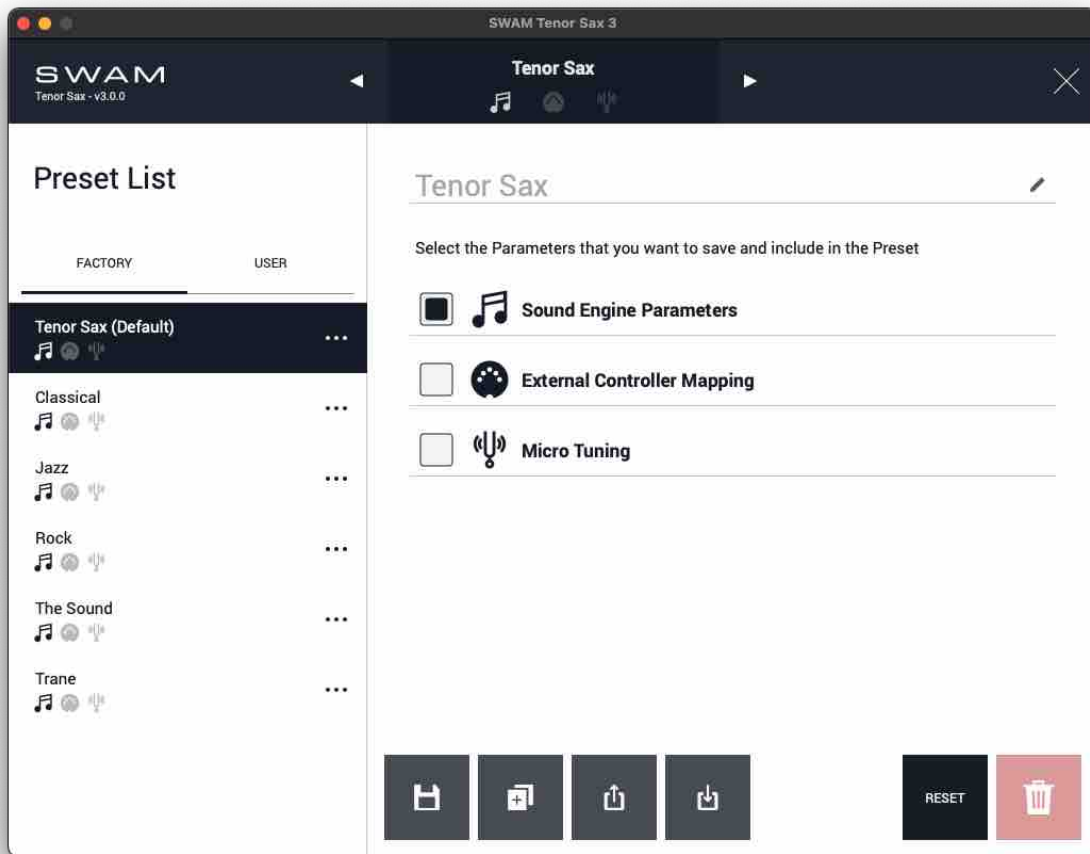 SWAM Tenor Sax 3
SWAM
Tenor Sax - v3.0.0
Tenor Sax
Preset List
FACTORY
USER
Tenor Sax (Default)
Classical
Jazz
Rock
The Sound
Trane
Tenor Sax
Select the Parameters that you want to save and include in the Preset
Sound Engine Parameters
External Controller Mapping
Micro Tuning
RESET